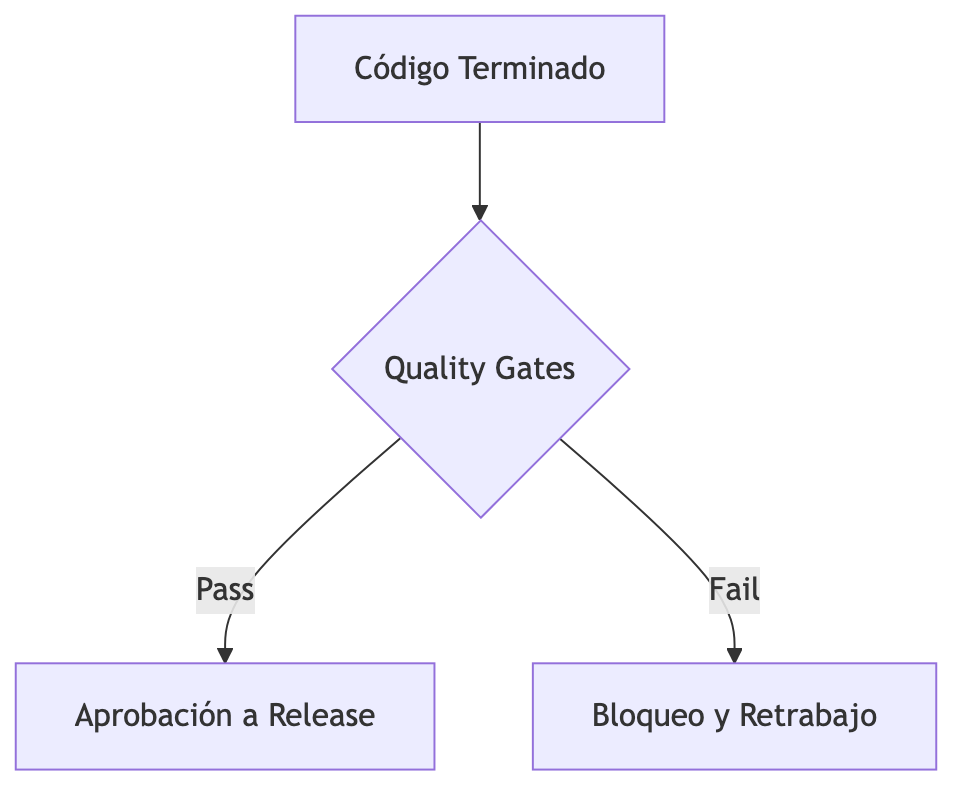 Código Terminado
Quality Gates
Pass
Fail
Aprobación a Release
Bloqueo y Retrabajo